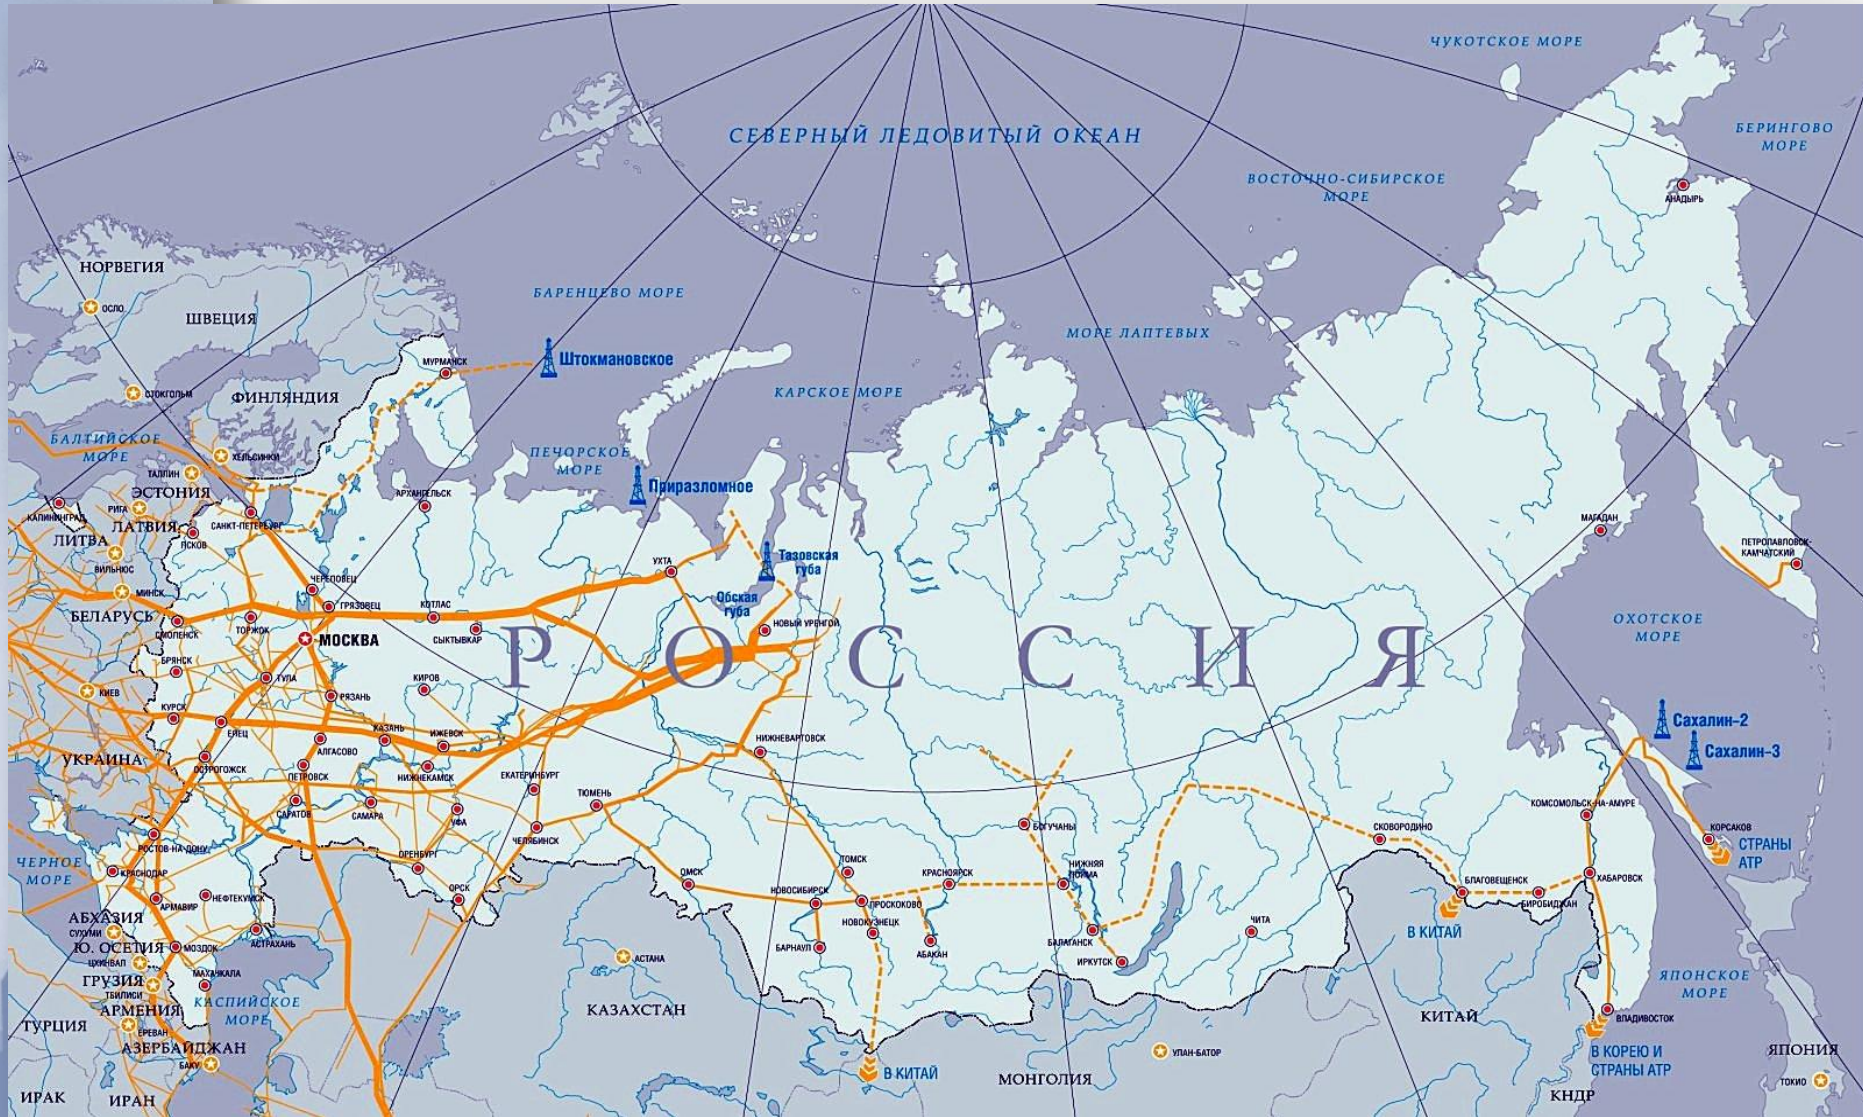 ЧУКОТСКОЕ МОРЕ
СЕВЕРНЫЙ ЛЕДОВИТЫЙ ОКЕАН
БЕРИНГОВО
МОРЕ
ВОСТОЧНО-СИБИРСКОЕ
МОРЕ
АНАДЫРЬ
НОРВЕГИЯ
ОСЛО
ШВЕЦИЯ
БАРЕНЦЕВО МОРЕ
МОРЕ ЛАПТЕВЫХ
МУРМАНСК
Штокмановское
СТОКГОЛЬМ
ФИНЛЯНДИЯ
КАРСКОЕ МОРЕ
БАЛТИЙСКОЕ
МОРЕ
ХЕЛЬСИНКИ
ПЕЧОРСКОЕ
МОРЕ
ТАЛЛИН
ЭСТОНИЯ
Приразломное
АРХАНГЕЛЬСК
РИГА
КАЛИНИНГРАД
ЛАТВИЯ
САНКТ-ПЕТЕРБУРГ
МАГАДАН
ЛИТВА
ПСКОВ
ПЕТРОПАВЛОВСК-
КАМЧАТСКИЙ
ВИЛЬНЮС
УХТА
Тазовская
губа
МИНСК
ЧЕРЕПОВЕЦ
Обская
губа
БЕЛАРУСЬ
ГРЯЗОВЕЦ
КОТЛАС
СМОЛЕНСК
ТОРЖОК
СЫКТЫВКАР
НОВЫЙ УРЕНГОЙ
ОХОТСКОЕ
МОРЕ
МОСКВА
РОССИЯ
БРЯНСК
ТУЛА
КИРОВ
КИЕВ
РЯЗАНЬ
КУРСК
ЕЛЕЦ
КАЗАНЬ
ИЖЕВСК
НИЖНЕВАРТОВСК
Сахалин-2
Сахалин-3
АЛГАСОВО
УКРАИНА
ОСТРОГОЖСК
ПЕТРОВСК
НИЖНЕКАМСК
ЕКАТЕРИНБУРГ
ТЮМЕНЬ
САРАТОВ
САМАРА
УФА
КОМСОМОЛЬСК-НА-АМУРЕ
БОГУЧАНЫ
СКОВОРОДИНО
КОРСАКОВ
СТРАНЫ
АТР
РОСТОВ-НА-ДОНУ
ЧЕЛЯБИНСК
ОРЕНБУРГ
ЧЕРНОЕ
МОРЕ
КРАСНОДАР
ТОМСК
КРАСНОЯРСК
НИЖНЯЯ
ПОЙМА
ОМСК
НОВОСИБИРСК
БЛАГОВЕЩЕНСК
ХАБАРОВСК
ОРСК
НЕФТЕКУМСК
АРМАВИР
ПРОСКОКОВО
БИРОБИДЖАН
АБХАЗИЯ
СУХУМИ
НОВОКУЗНЕЦК
ЧИТА
В КИТАЙ
Ю. ОСЕТИЯ
МОЗДОК
АСТРАХАНЬ
БАРНАУЛ
АБАКАН
БАЛАГАНСК
ЦХИНВАЛ
АСТАНА
ИРКУТСК
ГРУЗИЯ
ТБИЛИСИ
МАХАЧКАЛА
ЯПОНСКОЕ
МОРЕ
АРМЕНИЯ
КАСПИЙСКОЕ
МОРЕ
КАЗАХСТАН
КИТАЙ
ВЛАДИВОСТОК
ТУРЦИЯ
ЕРЕВАН
АЗЕРБАЙДЖАН
БАКУ
УЛАН-БАТОР
В КОРЕЮ И
СТРАНЫ АТР
ЯПОНИЯ
В КИТАЙ
МОНГОЛИЯ
ТОКИО
ИРАК
ИРАН
КНДР